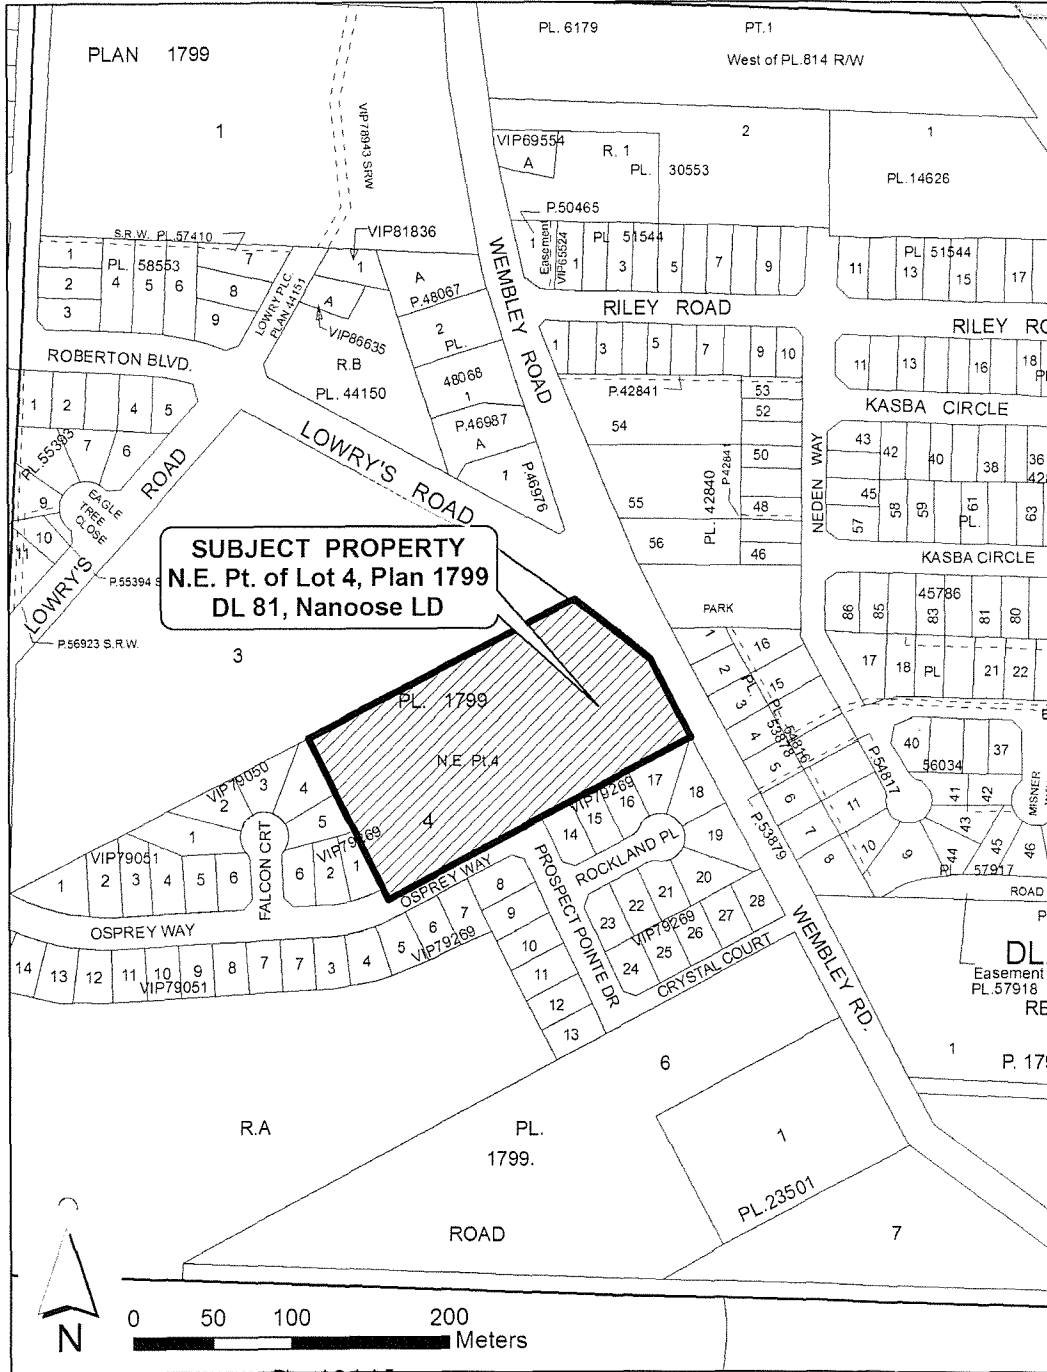 PLAN 1799
1
VIP78943 SRW
PL. 6179
PT.1
West of PL.814 R/W
VIP69554
A
R. 1
PL. 30553
2
1
PL.14626
P.50465
S.R.W. PL.57410
VIP81836
1
2
3
PL. 58553
4
5
6
7
8
9
LOWRY PLC.
PLAN 44151
1
A
VIP86635
R.B
PL. 44150
A
P.48067
2
PL.
48068
1
P.46987
A
1
P.46976
WEMBLEY ROAD
1
Easement
VIP65524
1
PL 51544
3
5
7
9
11
PL 51544
13
15
17
RILEY ROAD
RILEY RO
1
3
5
7
9
10
11
13
16
18
P.42841
KASBA CIRCLE
ROBERTON BLVD.
1
2
4
5
7
6
PL.55393
9
10
11
EAGLE
TREE
CLOSE
LOWRY'S ROAD
LOWRY'S ROAD
P.55394 S
P.56923 S.R.W.
54
53
52
50
48
46
55
56
PL. 42840
P.42841
NEDEN WAY
43
42
40
38
36
45
57
58
59
61
PL.
63
KASBA CIRCLE
SUBJECT PROPERTY
N.E. Pt. of Lot 4, Plan 1799
DL 81, Nanoose LD
PARK
86
85
45786
83
81
80
3
PL. 1799
N.E. Pt.4
4
1
2
3
4
5
6
7
8
16
15
PL. 53878
PL. 54816
17
18
PL
21
22
P.54817
11
10
9
40
37
56034
41
42
43
44
45
46
MISNER
PL 57917
ROAD
P.53879
VIP79050
2
3
4
1
5
FALCON CRT
VIP79269
VIP79051
1
2
3
4
5
6
6
2
1
OSPREY WAY
OSPREY WAY
14
13
12
11
10
9
8
7
7
3
4
5
6
7
VIP79051
VIP79269
8
9
10
11
12
13
PROSPECT POINTE DR
14
15
16
17
18
19
20
VIP79269
ROCKLAND PL
21
22
23
24
25
26
27
28
VIP79269
CRYSTAL COURT
WEMBLEY RD.
DL.
Easement
PL.57918
RE
1
P. 179
6
R.A
PL.
1799.
1
PL.23501
ROAD
7
N
0 50 100 200
Meters